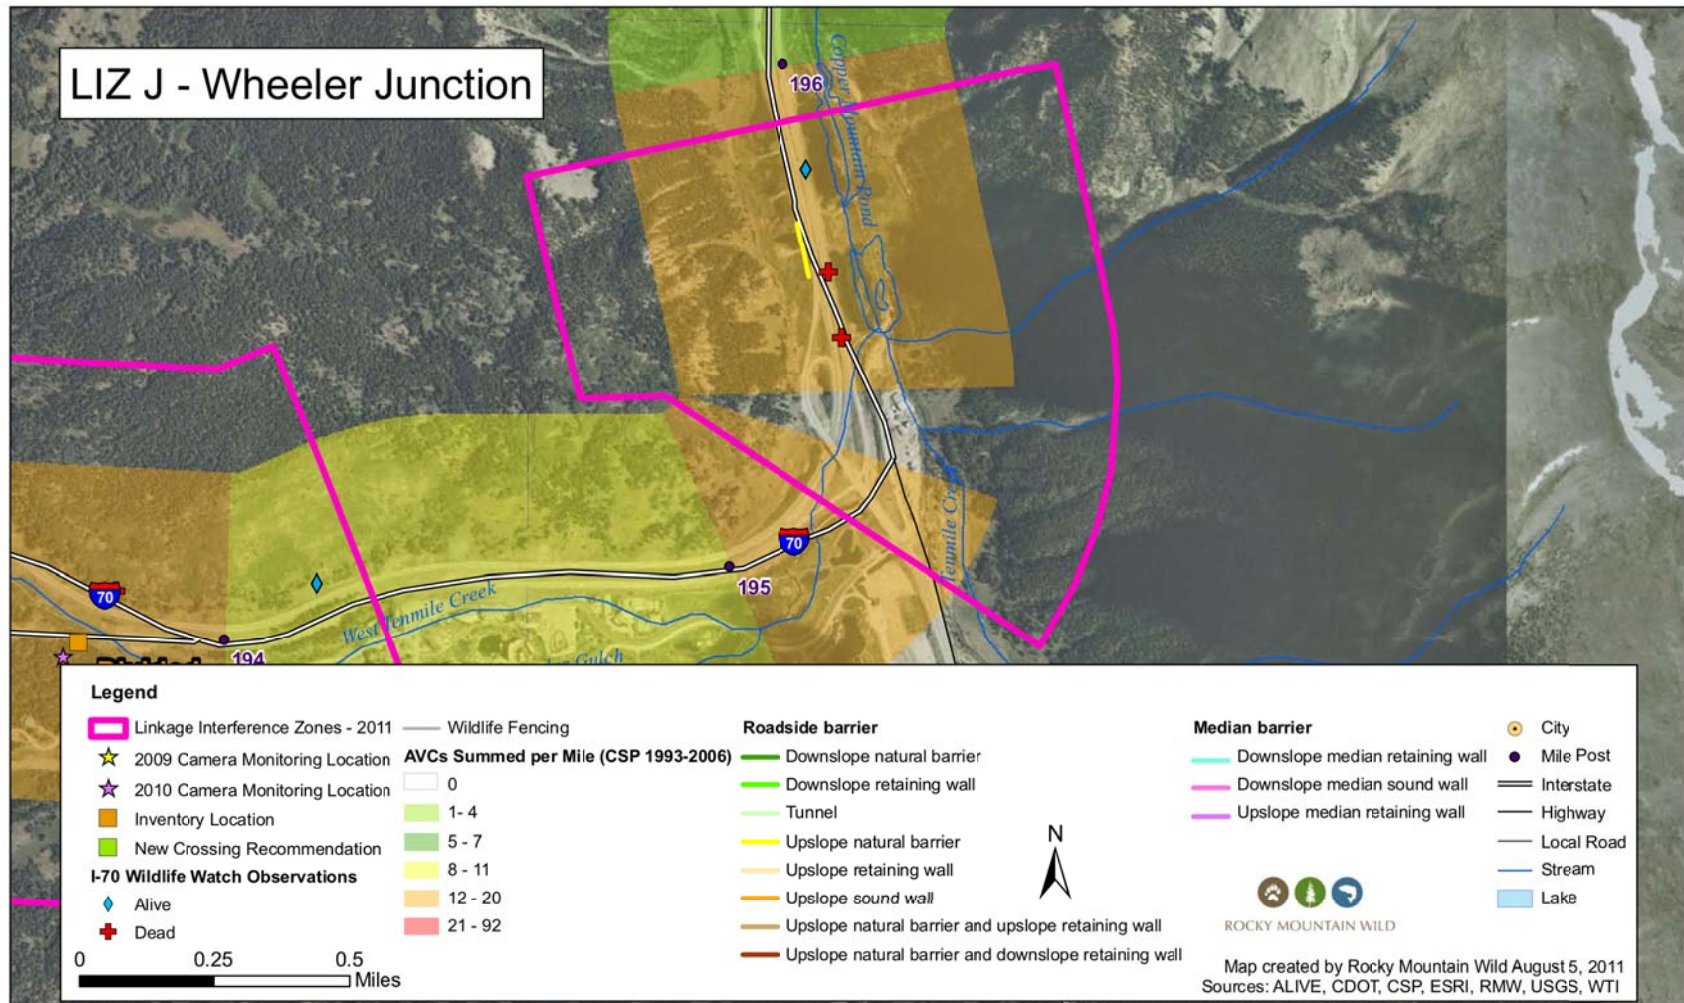 LIZ J - Wheeler Junction
196
Copper Mountain Pond
Tenmile Creek
70
195
West Tenmile Creek
70
194
Gulch
Legend
Linkage Interference Zones - 2011
2009 Camera Monitoring Location
2010 Camera Monitoring Location
Inventory Location
New Crossing Recommendation
I-70 Wildlife Watch Observations
Alive
Dead
0 0.25 0.5
Miles
Wildlife Fencing
AVCs Summed per Mile (CSP 1993-2006)
0
1- 4
5 - 7
8 - 11
12 - 20
21 - 92
Roadside barrier
Downslope natural barrier
Downslope retaining wall
Tunnel
Upslope natural barrier
Upslope retaining wall
Upslope sound wall
Upslope natural barrier and upslope retaining wall
Upslope natural barrier and downslope retaining wall
N
Median barrier
Downslope median retaining wall
Downslope median sound wall
Upslope median retaining wall
City
Mile Post
Interstate
Highway
Local Road
Stream
Lake
ROCKY MOUNTAIN WILD
Map created by Rocky Mountain Wild August 5, 2011
Sources: ALIVE, CDOT, CSP, ESRI, RMW, USGS, WTI